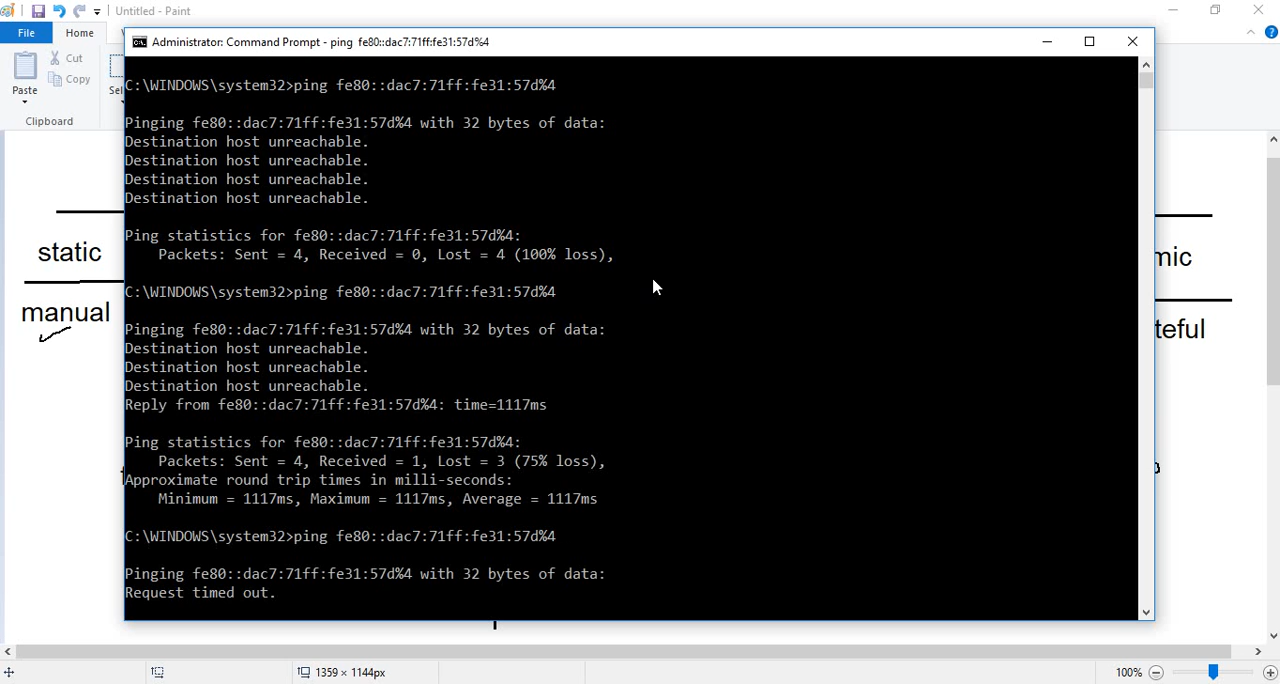 Untitled - Paint
File
Home
Cut
Copy
Paste
Clipboard
Administrator: Command Prompt - ping fe80::dac7:71ff:fe31:57d%4
C:\WINDOWS\system32>ping fe80::dac7:71ff:fe31:57d%4
Pinging fe80::dac7:71ff:fe31:57d%4 with 32 bytes of data:
Destination host unreachable.
Destination host unreachable.
Destination host unreachable.
Destination host unreachable.
Ping statistics for fe80::dac7:71ff:fe31:57d%4:
Packets: Sent = 4, Received = 0, Lost = 4 (100% loss),
C:\WINDOWS\system32>ping fe80::dac7:71ff:fe31:57d%4
Pinging fe80::dac7:71ff:fe31:57d%4 with 32 bytes of data:
Destination host unreachable.
Destination host unreachable.
Destination host unreachable.
Reply from fe80::dac7:71ff:fe31:57d%4: time=1117ms
Ping statistics for fe80::dac7:71ff:fe31:57d%4:
Packets: Sent = 4, Received = 1, Lost = 3 (75% loss),
Approximate round trip times in milli-seconds:
Minimum = 1117ms, Maximum = 1117ms, Average = 1117ms
C:\WINDOWS\system32>ping fe80::dac7:71ff:fe31:57d%4
Pinging fe80::dac7:71ff:fe31:57d%4 with 32 bytes of data:
Request timed out.
static
manual
mic
teful
1359 × 1144px
100%